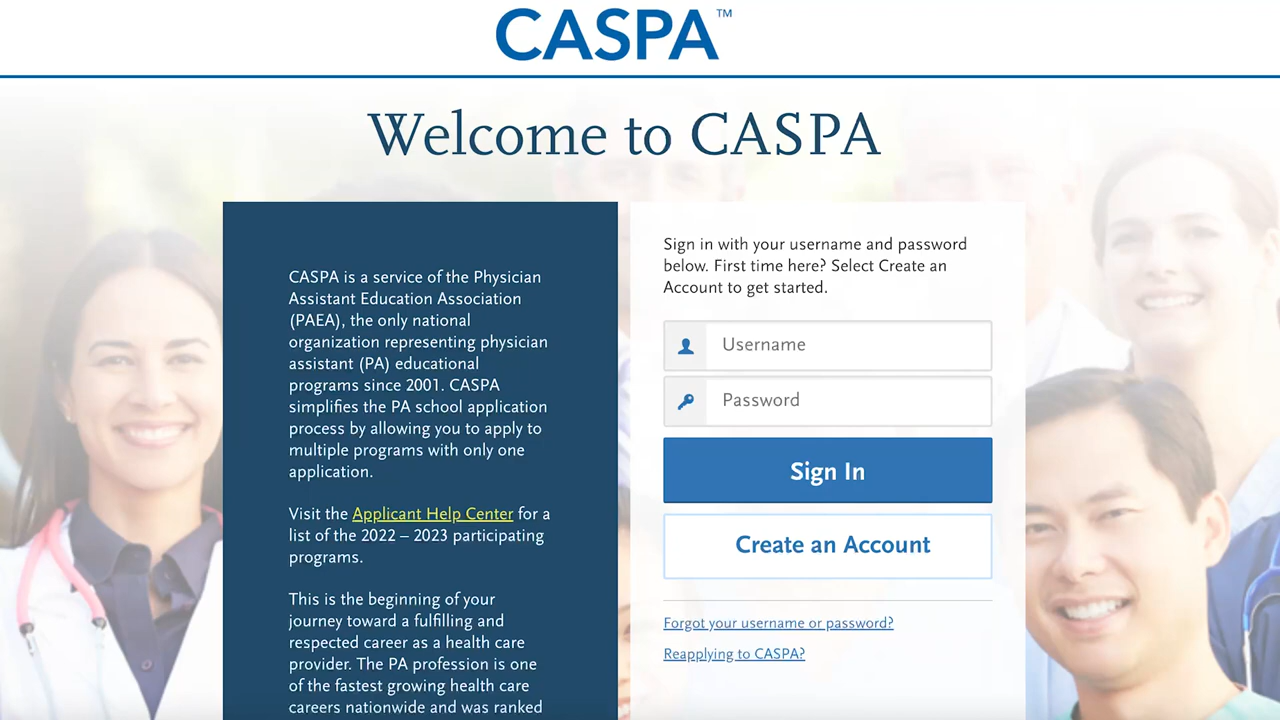 CASPA™
Welcome to CASPA
CASPA is a service of the Physician
Assistant Education Association
(PAEA), the only national
organization representing physician
assistant (PA) educational
programs since 2001. CASPA
simplifies the PA school application
process by allowing you to apply to
multiple programs with only one
application.
Visit the Applicant Help Center for a
list of the 2022 – 2023 participating
programs.
This is the beginning of your
journey toward a fulfilling and
respected career as a health care
provider. The PA profession is one
of the fastest growing health care
careers nationwide and was ranked
Sign in with your username and password
below. First time here? Select Create an
Account to get started.
Username
Password
Sign In
Create an Account
Forgot your username or password?
Reapplying to CASPA?